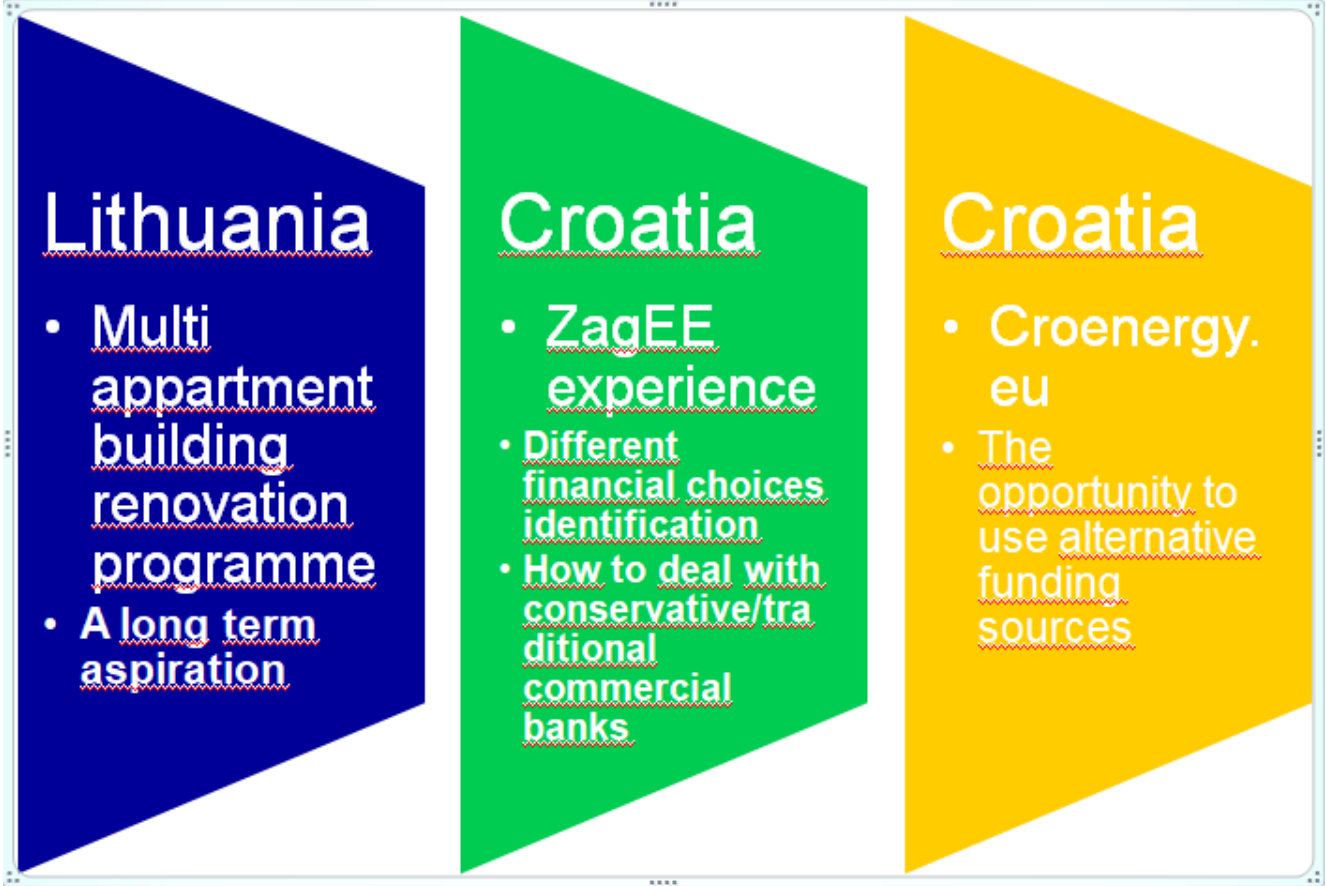 Lithuania
• Multi
appartment
building
renovation
programme
• A long term
aspiration
Croatia
• ZagEE
experience
• Different
financial choices
identification
• How to deal with
conservative/tra
ditional
commercial
banks
Croatia
• Croenergy.
eu
• The
opportunity to
use alternative
funding
sources